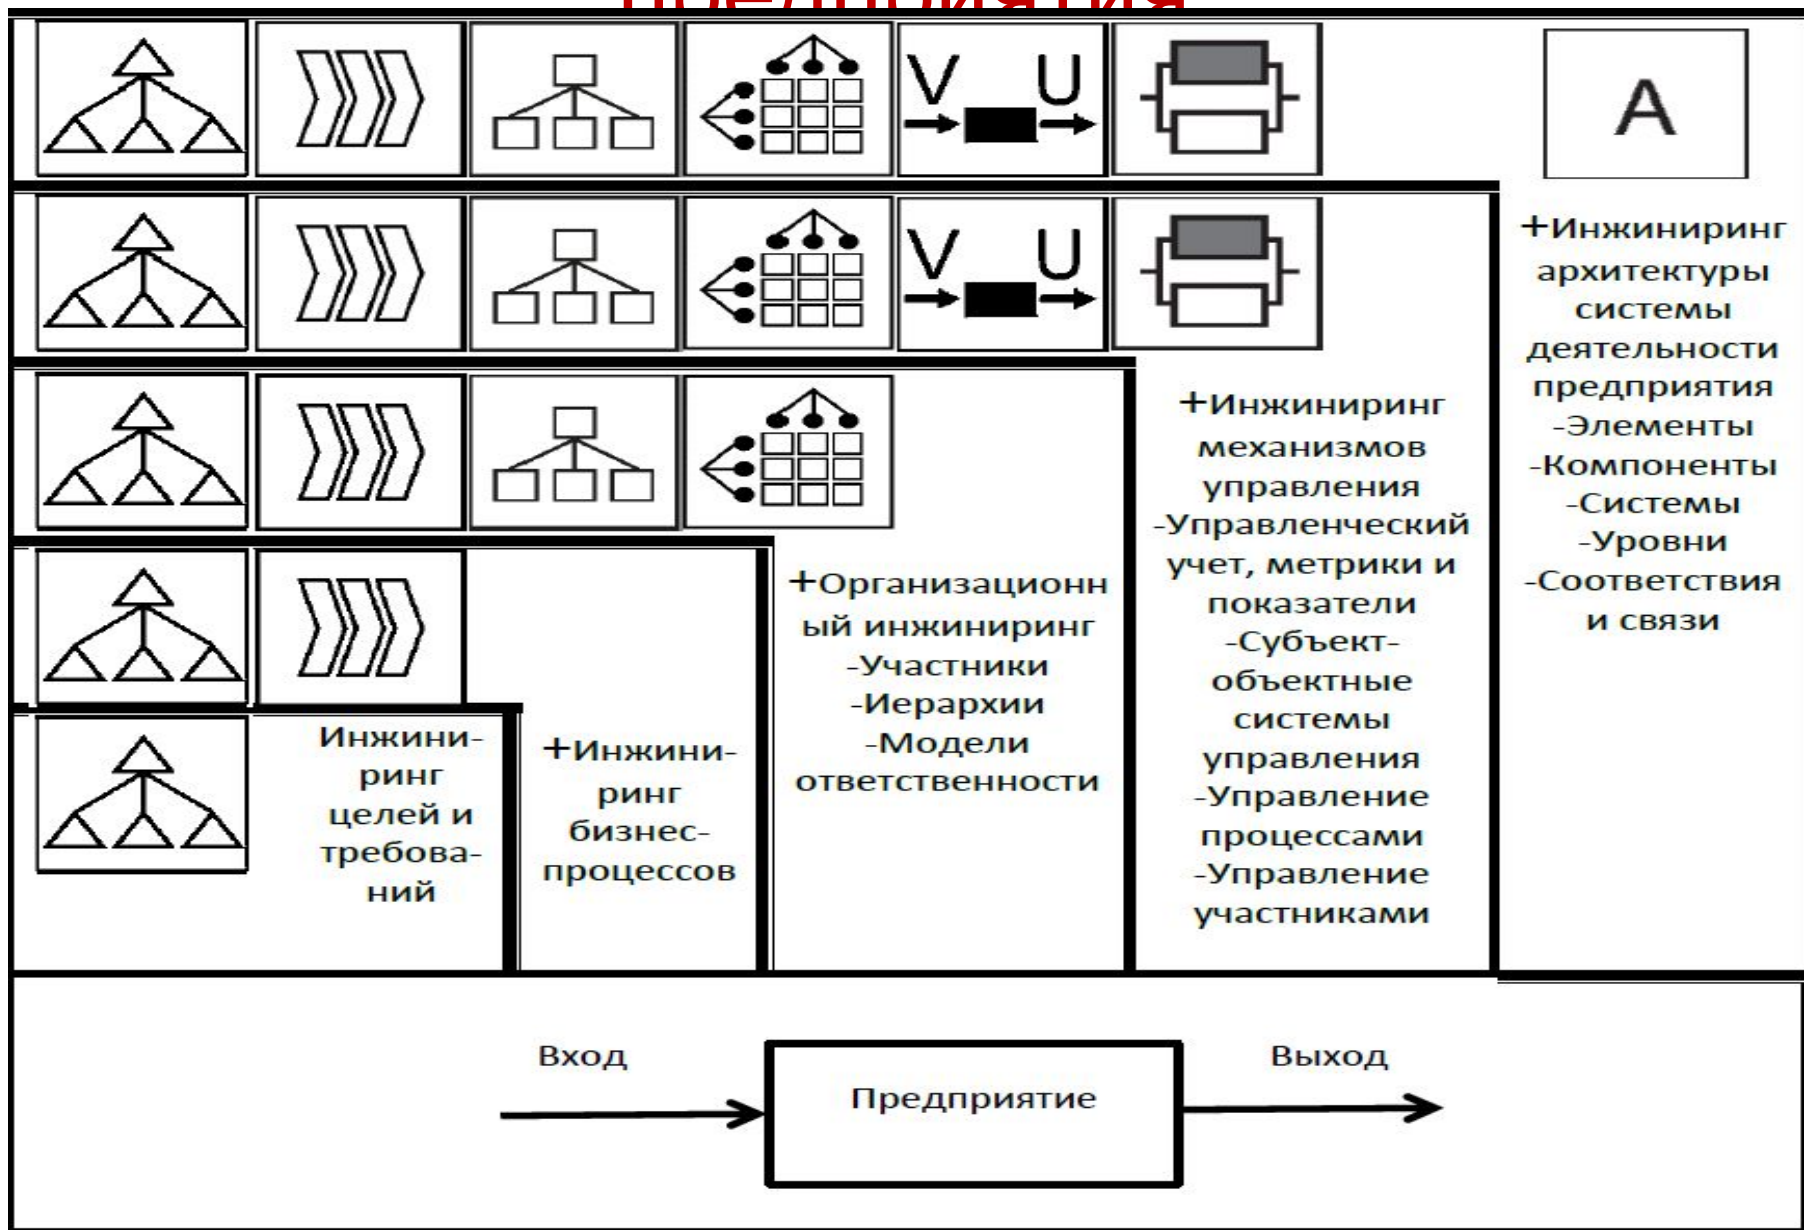 предприятия
V U
A
V U
+Инжиниринг
архитектуры
системы
деятельности
предприятия
-Элементы
-Компоненты
-Системы
-Уровни
-Соответствия
и связи
+Инжиниринг
механизмов
управления
-Управленческий
учет, метрики и
показатели
-Субъект-
объектные
системы
управления
-Управление
процессами
-Управление
участниками
+Организационн
ый инжиниринг
-Участники
-Иерархии
-Модели
ответственности
+Инжини-
ринг
бизнес-
процессов
Инжини-
ринг
целей и
требова-
ний
Вход
Предприятие
Выход